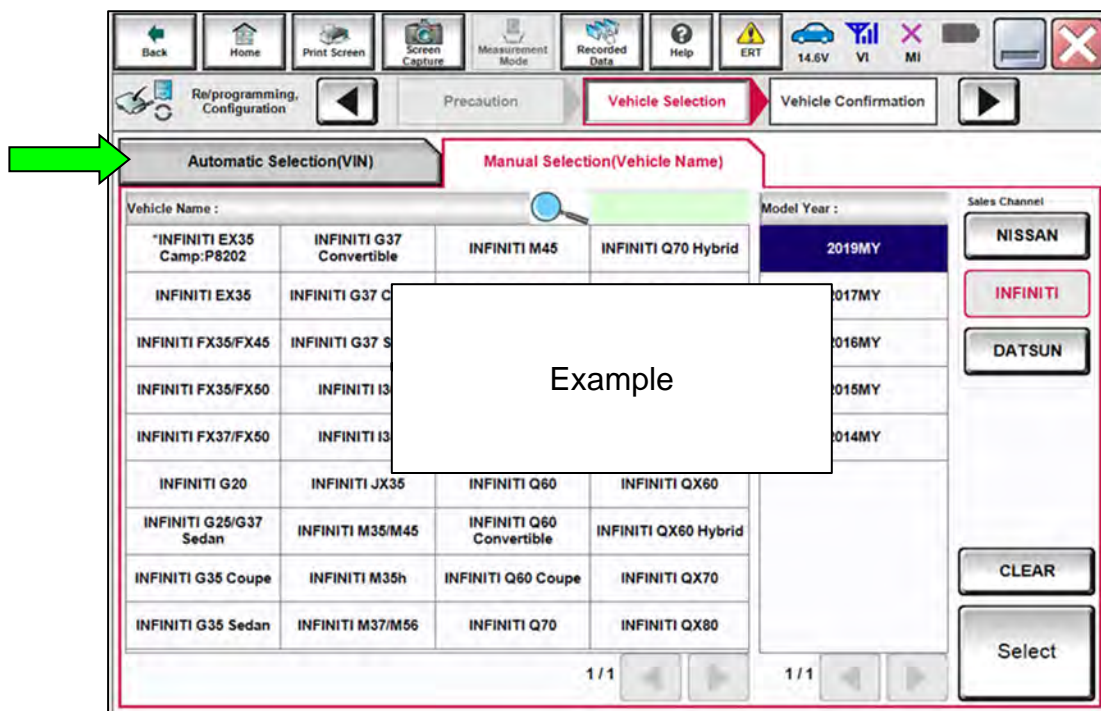 Back
Home
Print Screen
Screen
Capture
Measurement
Mode
Recorded
Data
Help
ERT
14.6V
VI
MI
Re/programming,
Configuration
Precaution
Vehicle Selection
Vehicle Confirmation
Automatic Selection(VIN)
Manual Selection(Vehicle Name)
Vehicle Name :
Model Year :
Sales Channel
*INFINITI EX35
Camp:P8202
INFINITI G37
Convertible
INFINITI M45
INFINITI Q70 Hybrid
2019MY
NISSAN
INFINITI EX35
INFINITI G37 C
017MY
INFINITI
INFINITI FX35/FX45
INFINITI G37 S
016MY
DATSUN
Example
INFINITI FX35/FX50
INFINITI I3
015MY
INFINITI FX37/FX50
INFINITI I3
014MY
INFINITI G20
INFINITI JX35
INFINITI Q60
INFINITI QX60
INFINITI G25/G37
Sedan
INFINITI M35/M45
INFINITI Q60
Convertible
INFINITI QX60 Hybrid
INFINITI G35 Coupe
INFINITI M35h
INFINITI Q60 Coupe
INFINITI QX70
CLEAR
INFINITI G35 Sedan
INFINITI M37/M56
INFINITI Q70
INFINITI QX80
Select
1/1
1/1